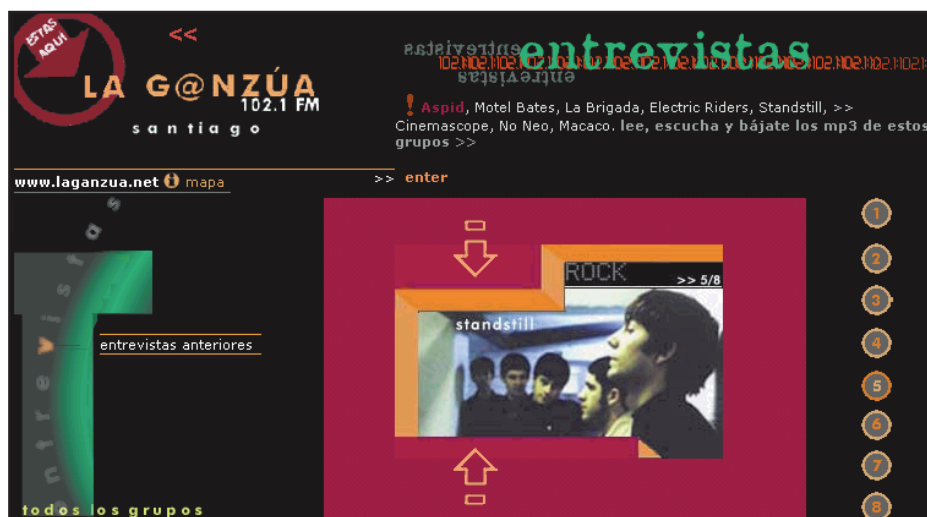 ESTAS
AQUI
<<
LA G@NZÚA
102.1 FM
santiago
entrevistas
entrevistas
entrevistas
! Aspid, Motel Bates, La Brigada, Electric Riders, Standstill, >>
Cinemascope, No Neo, Macaco. lee, escucha y bájate los mp3 de estos
grupos >>
www.laganzua.net i mapa
>> enter
entrevistas
entrevistas anteriores
todos los grupos
ROCK
>> 5/8
standstill
1
2
3
4
5
6
7
8